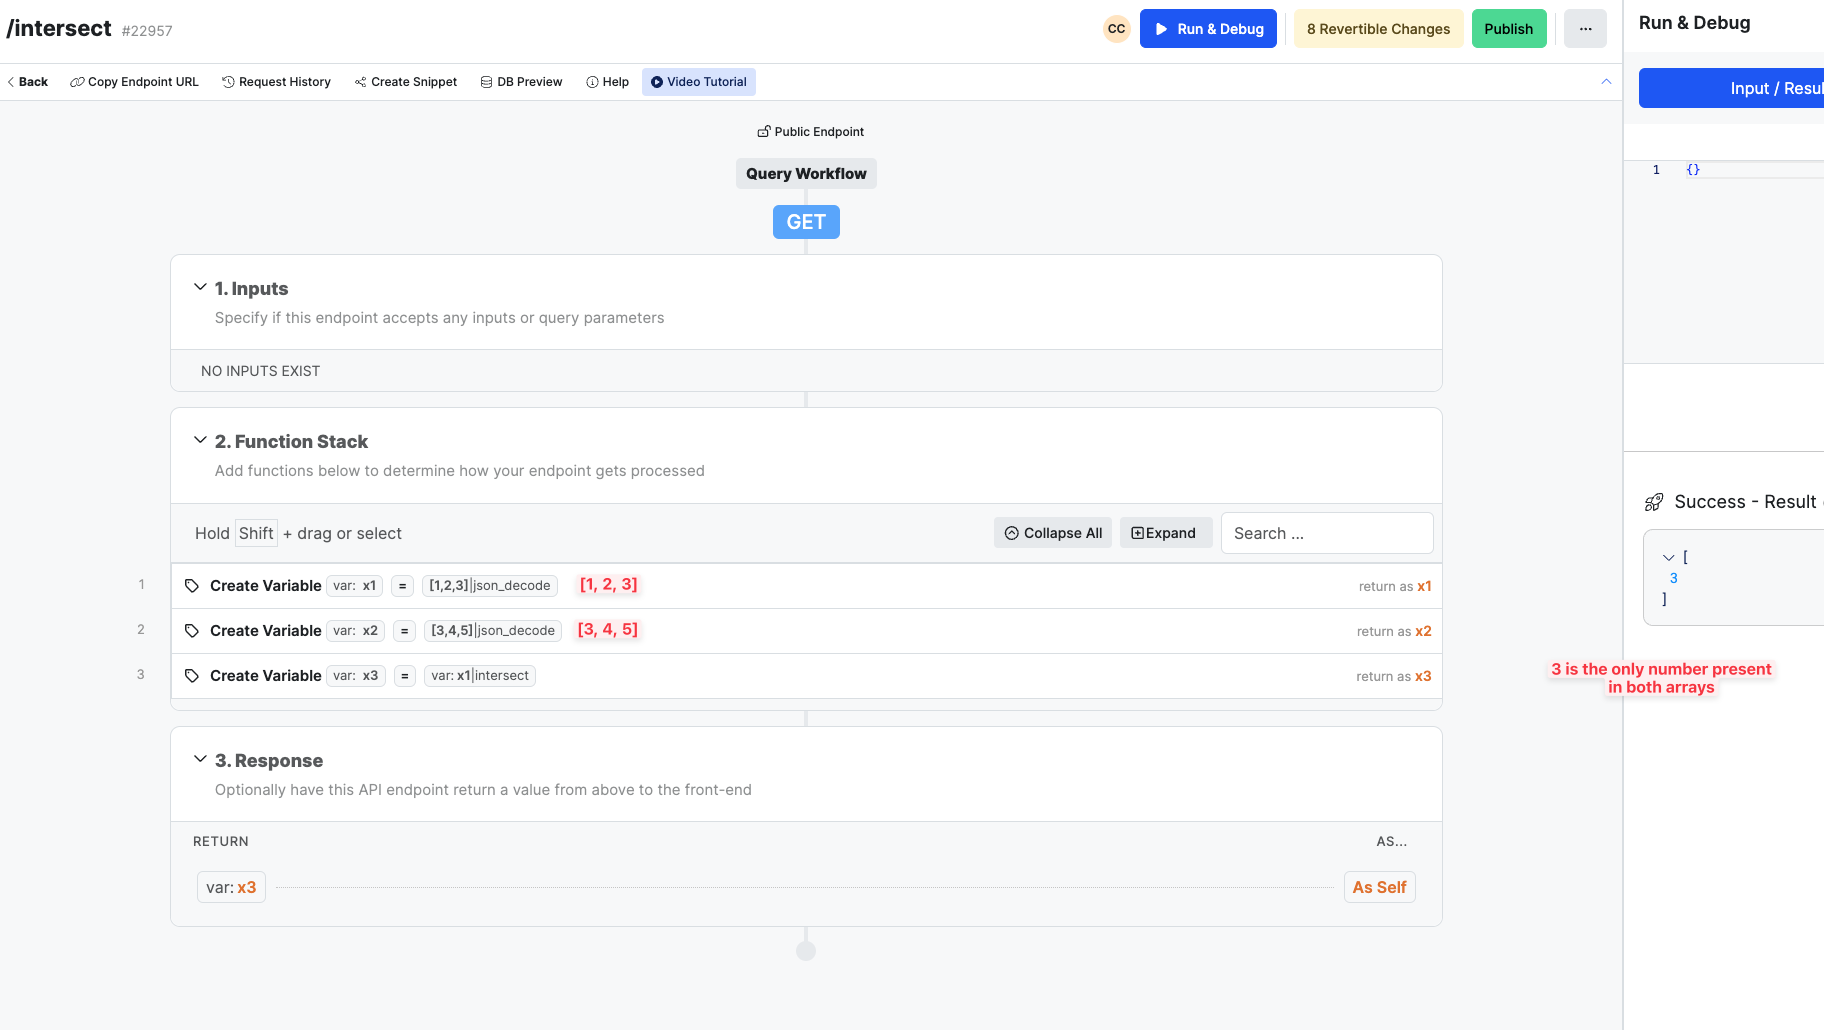 /intersect #22957
CC
Run & Debug
8 Revertible Changes
Publish
...
Back
Copy Endpoint URL
Request History
Create Snippet
DB Preview
Help
Video Tutorial
Public Endpoint
Query Workflow
GET
1. Inputs
Specify if this endpoint accepts any inputs or query parameters
NO INPUTS EXIST
2. Function Stack
Add functions below to determine how your endpoint gets processed
Hold Shift + drag or select
Collapse All
Expand
Search ...
1 Create Variable var: x1 = [1,2,3]|json_decode [1, 2, 3] return as x1
2 Create Variable var: x2 = [3,4,5]|json_decode [3, 4, 5] return as x2
3 Create Variable var: x3 = var: x1|intersect return as x3
3. Response
Optionally have this API endpoint return a value from above to the front-end
RETURN AS...
var: x3 As Self
Run & Debug
Input / Resul
1 {}
Success - Result
[
3
]
3 is the only number present
in both arrays